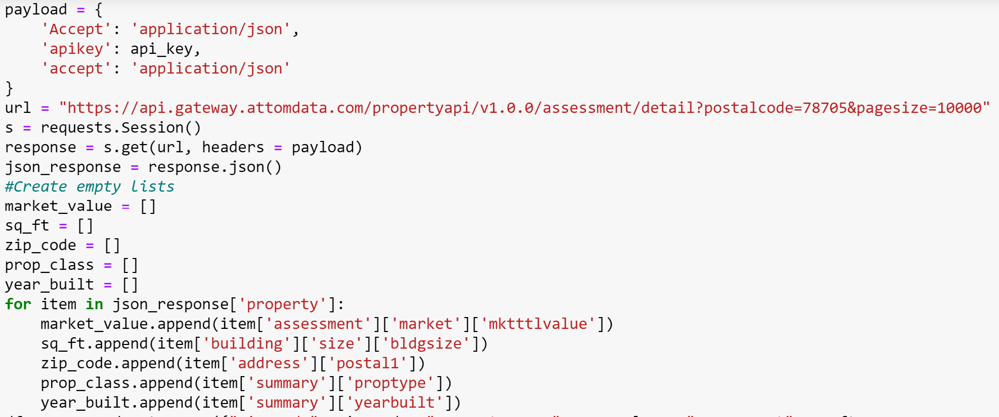 payload = {
    'Accept': 'application/json',
    'apikey': api_key,
    'accept': 'application/json'
}
url = "https://api.gateway.attomdata.com/propertyapi/v1.0.0/assessment/detail?postalcode=78705&pagesize=10000"
s = requests.Session()
response = s.get(url, headers = payload)
json_response = response.json()
#Create empty lists
market_value = []
sq_ft = []
zip_code = []
prop_class = []
year_built = []
for item in json_response['property']:
    market_value.append(item['assessment']['market']['mktttlvalue'])
    sq_ft.append(item['building']['size']['bldgsize'])
    zip_code.append(item['address']['postal1'])
    prop_class.append(item['summary']['proptype'])
    year_built.append(item['summary']['yearbuilt'])